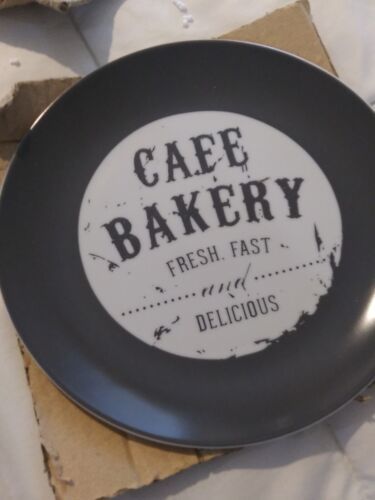 CAFE
BAKERY
FRESH. FAST
and
DELICIOUS